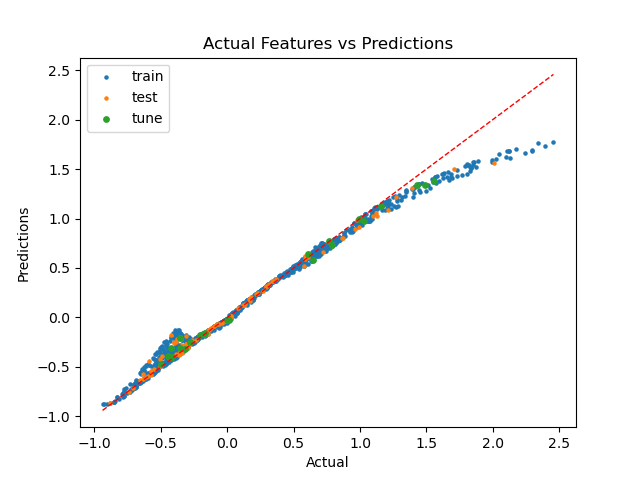 Actual Features vs Predictions
train
test
tune
2.5
2.0
1.5
1.0
0.5
0.0
−0.5
−1.0
Predictions
−1.0 −0.5 0.0 0.5 1.0 1.5 2.0 2.5
Actual